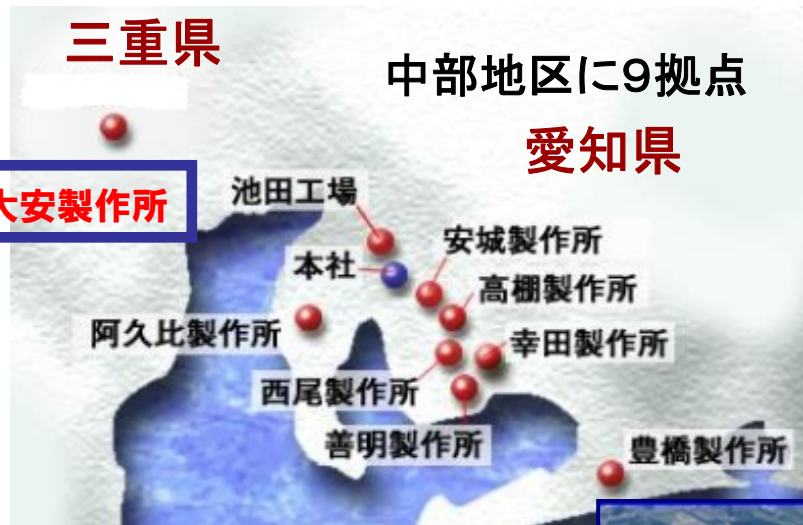 三重県
中部地区に9拠点
愛知県
大安製作所
池田工場
安城製作所
本社
高棚製作所
阿久比製作所
幸田製作所
西尾製作所
善明製作所
豊橋製作所